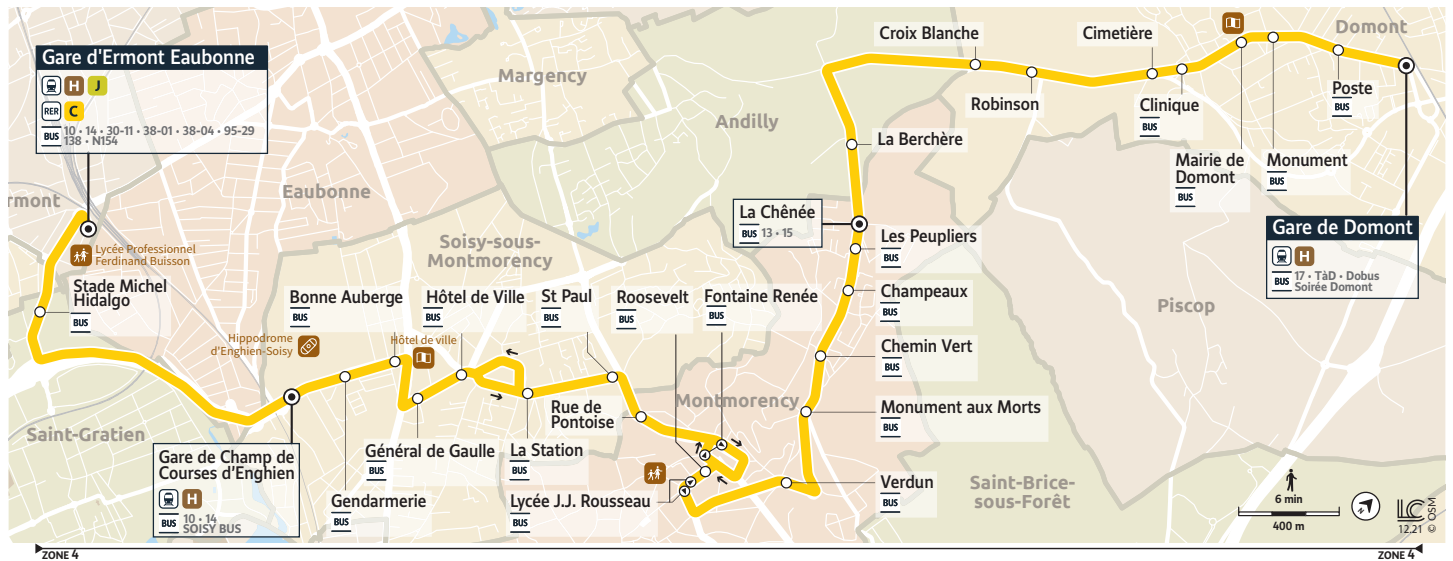 Gare d'Ermont Eaubonne
H J
RER C
BUS 10 • 14 • 30-11 • 38-01 • 38-04 • 95-29
138 • N154
Lycée Professionnel
Ferdinand Buisson
Stade Michel
Hidalgo
BUS
rmont
Eaubonne
Margency
Andilly
Soisy-sous-
Montmorency
Saint-Gratien
Hippodrome
d'Enghien-Soisy
Gare de Champ de
Courses d'Enghien
H
BUS 10 • 14
SOISY BUS
Gendarmerie
BUS
Bonne Auberge
BUS
Hôtel de ville
Général de Gaulle
BUS
Hôtel de Ville
BUS
La Station
BUS
St Paul
BUS
Rue de
Pontoise
Roosevelt
BUS
Fontaine Renée
BUS
Lycée J.J. Rousseau
BUS
Montmorency
Verdun
BUS
Monument aux Morts
BUS
Chemin Vert
BUS
Champeaux
BUS
Les Peupliers
BUS
La Chênée
BUS 13 • 15
La Berchère
Croix Blanche
Robinson
Cimetière
Clinique
BUS
Mairie de
Domont
BUS
Monument
BUS
Poste
BUS
Domont
Gare de Domont
H
BUS 17 • TàD • Dobus
Soirée Domont
Piscop
Saint-Brice-
sous-Forêt
6 min
400 m
LC
12.21 © OSM
ZONE 4
ZONE 4